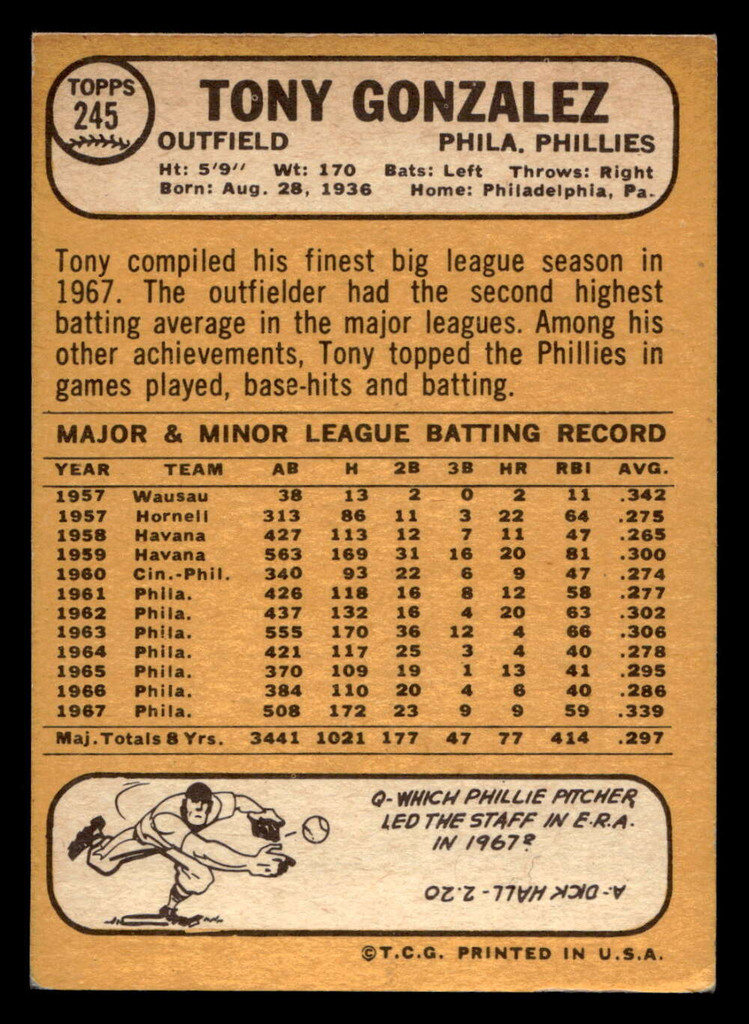 TOPPS
245
TONY GONZALEZ
OUTFIELD PHILA. PHILLIES
Ht: 5'9" Wt: 170 Bats: Left Throws: Right
Born: Aug. 28, 1936 Home: Philadelphia, Pa.
Tony compiled his finest big league season in
1967. The outfielder had the second highest
batting average in the major leagues. Among his
other achievements, Tony topped the Phillies in
games played, base-hits and batting.
MAJOR & MINOR LEAGUE BATTING RECORD
YEAR TEAM AB H 2B 3B HR RBI AVG.
1957 Wausau 38 13 2 0 2 11 .342
1957 Hornell 313 86 11 3 22 64 .275
1958 Havana 427 113 12 7 11 47 .265
1959 Havana 563 169 31 16 20 81 .300
1960 Cin.-Phil. 340 93 22 6 9 47 .274
1961 Phila. 426 118 16 8 12 58 .277
1962 Phila. 437 132 16 4 20 63 .302
1963 Phila. 555 170 36 12 4 66 .306
1964 Phila. 421 117 25 3 4 40 .278
1965 Phila. 370 109 19 1 13 41 .295
1966 Phila. 384 110 20 4 6 40 .286
1967 Phila. 508 172 23 9 9 59 .339
Maj. Totals 8 Yrs. 3441 1021 177 47 77 414 .297
Q-WHICH PHILLIE PITCHER
LED THE STAFF IN E.R.A.
IN 1967?
A-DICK HALL-2.20
©T.C.G. PRINTED IN U.S.A.